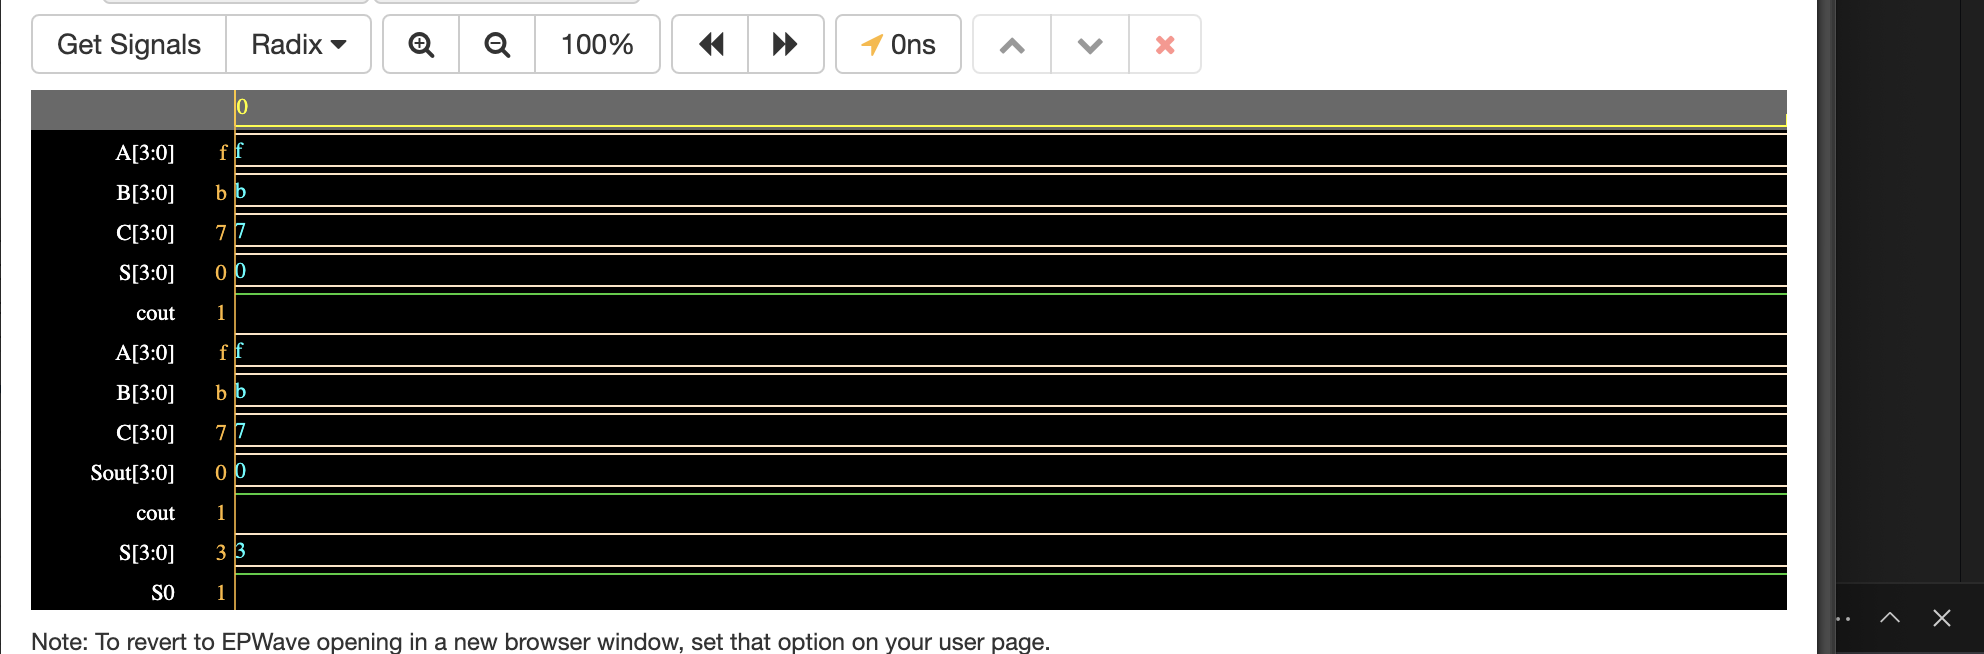 Get Signals Radix 100% 0ns
0
A[3:0] f f
B[3:0] b b
C[3:0] 7 7
S[3:0] 0 0
cout 1
A[3:0] f f
B[3:0] b b
C[3:0] 7 7
Sout[3:0] 0 0
cout 1
S[3:0] 3 3
S0 1
Note: To revert to EPWave opening in a new browser window, set that option on your user page.